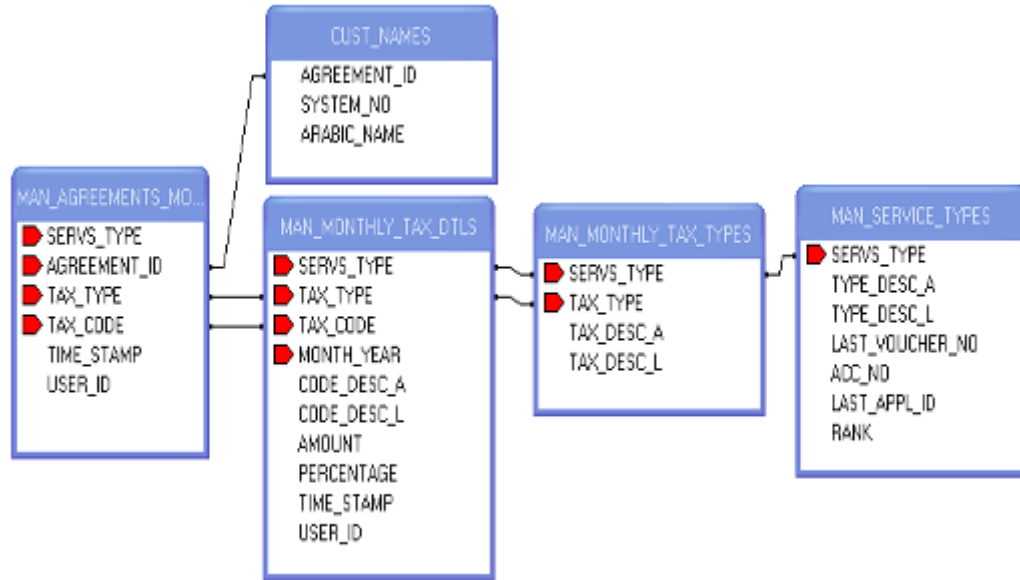 CUST_NAMES
AGREEMENT_ID
SYSTEM_NO
ARABIC_NAME
MAN_AGREEMENTS_MO...
SERVS_TYPE
AGREEMENT_ID
TAX_TYPE
TAX_CODE
TIME_STAMP
USER_ID
MAN_MONTHLY_TAX_DTLS
SERVS_TYPE
TAX_TYPE
TAX_CODE
MONTH_YEAR
CODE_DESC_A
CODE_DESC_L
AMOUNT
PERCENTAGE
TIME_STAMP
USER_ID
MAN_MONTHLY_TAX_TYPES
SERVS_TYPE
TAX_TYPE
TAX_DESC_A
TAX_DESC_L
MAN_SERVICE_TYPES
SERVS_TYPE
TYPE_DESC_A
TYPE_DESC_L
LAST_VOUCHER_NO
ACC_NO
LAST_APPL_ID
RANK